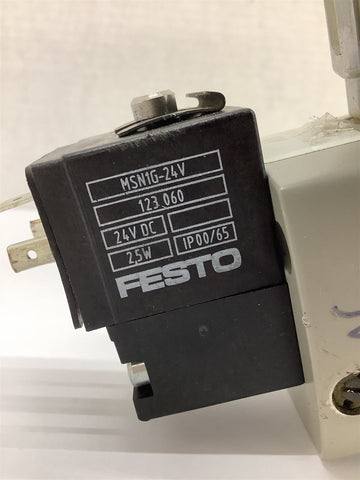 MSN1G-24V
123 060
24V DC
2,5W IP00/65
FESTO